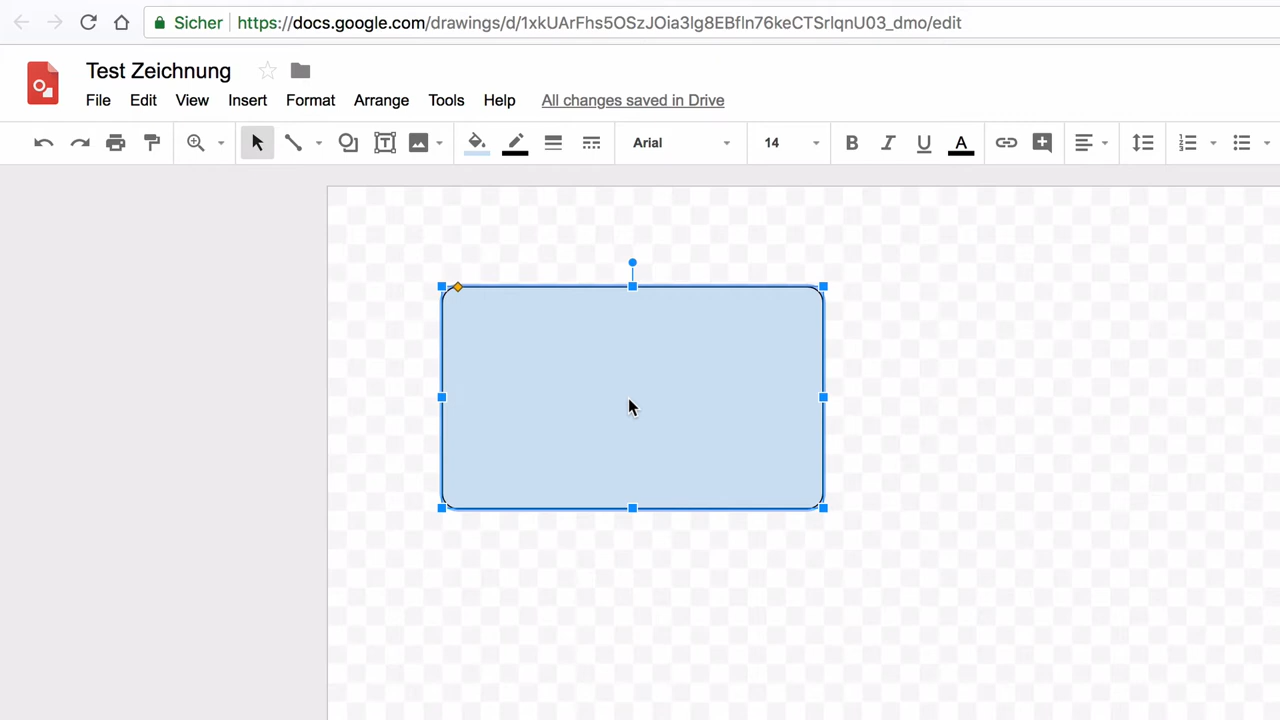 Sicher https://docs.google.com/drawings/d/1xkUArFhs5OSzJOia3lg8EBfln76keCTSrlqnU03_dmo/edit
Test Zeichnung
File Edit View Insert Format Arrange Tools Help All changes saved in Drive
Arial 14 B I U A